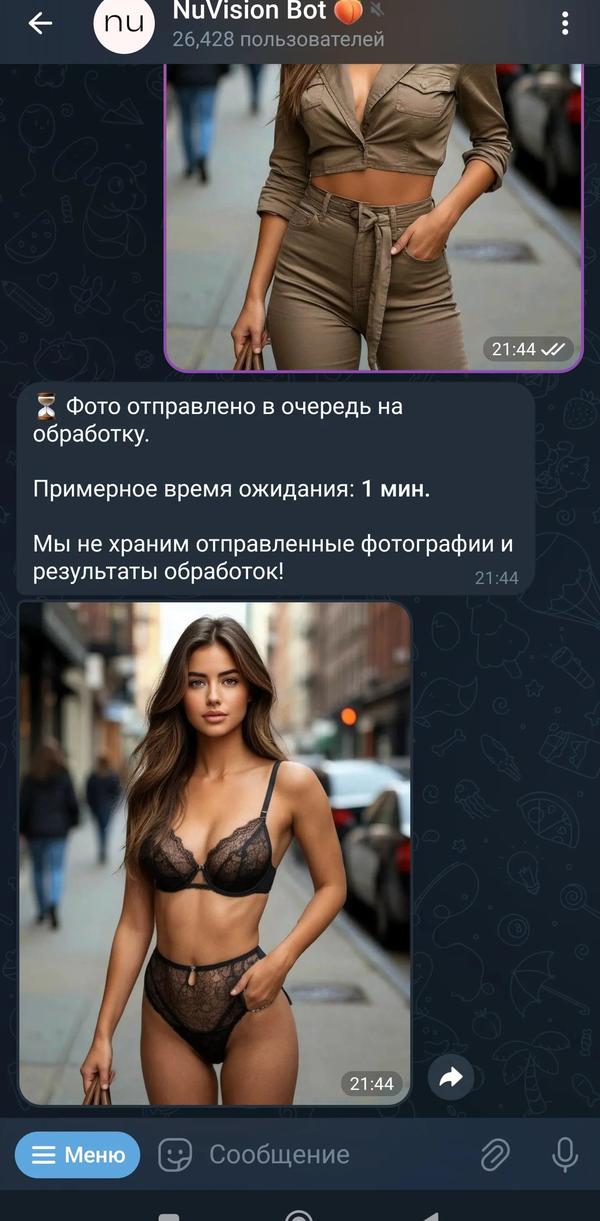 NuVision Bot 🍑
nu
26,428 пользователей
21:44
⏳ Фото отправлено в очередь на
обработку.
Примерное время ожидания: 1 мин.
Мы не храним отправленные фотографии и
результаты обработок!
21:44
21:44
Меню
Сообщение